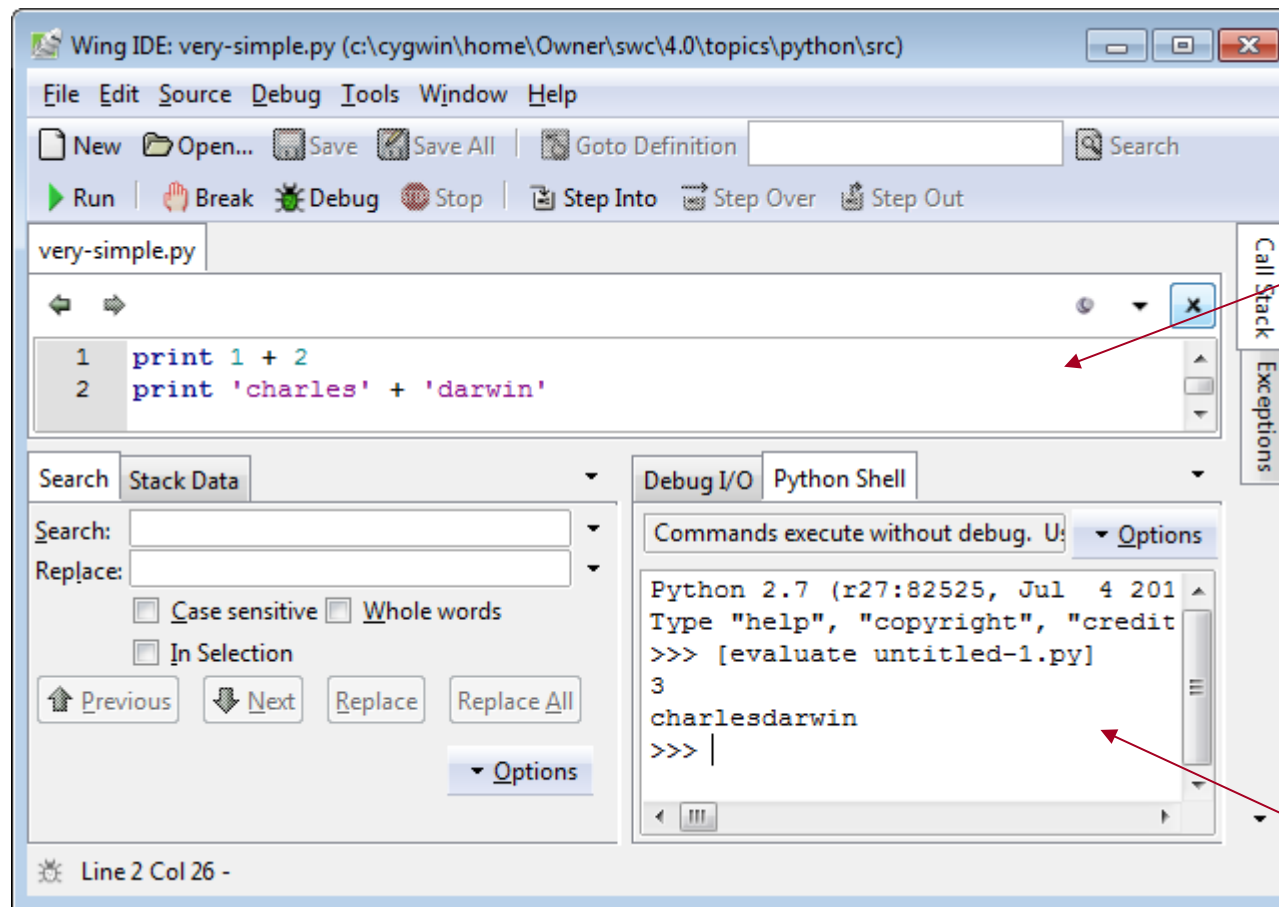 Wing IDE: very-simple.py (c:\cygwin\home\Owner\swc\4.0\topics\python\src)
File Edit Source Debug Tools Window Help
New Open... Save Save All Goto Definition Search
Run Break Debug Stop Step Into Step Over Step Out
very-simple.py
1 print 1 + 2
2 print 'charles' + 'darwin'
Call Stack
Exceptions
Search Stack Data
Search:
Replace:
Case sensitive Whole words
In Selection
Previous Next Replace Replace All
Options
Debug I/O Python Shell
Commands execute without debug. Us Options
Python 2.7 (r27:82525, Jul 4 201
Type "help", "copyright", "credit
>>> [evaluate untitled-1.py]
3
charlesdarwin
>>>
Line 2 Col 26 -